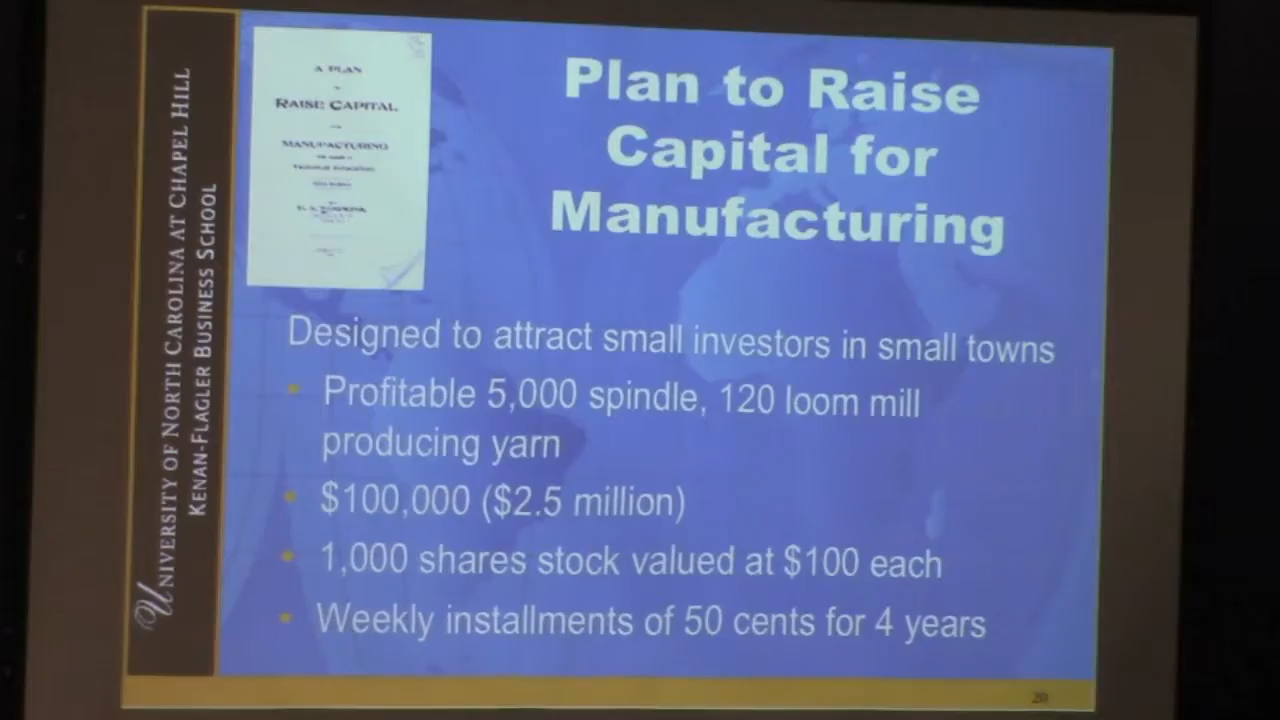 UNIVERSITY OF NORTH CAROLINA AT CHAPEL HILL
KENAN-FLAGLER BUSINESS SCHOOL
A PLAN
RAISE CAPITAL
MANUFACTURING
Plan to Raise
Capital for
Manufacturing
Designed to attract small investors in small towns
• Profitable 5,000 spindle, 120 loom mill
producing yarn
• $100,000 ($2.5 million)
• 1,000 shares stock valued at $100 each
• Weekly installments of 50 cents for 4 years
20